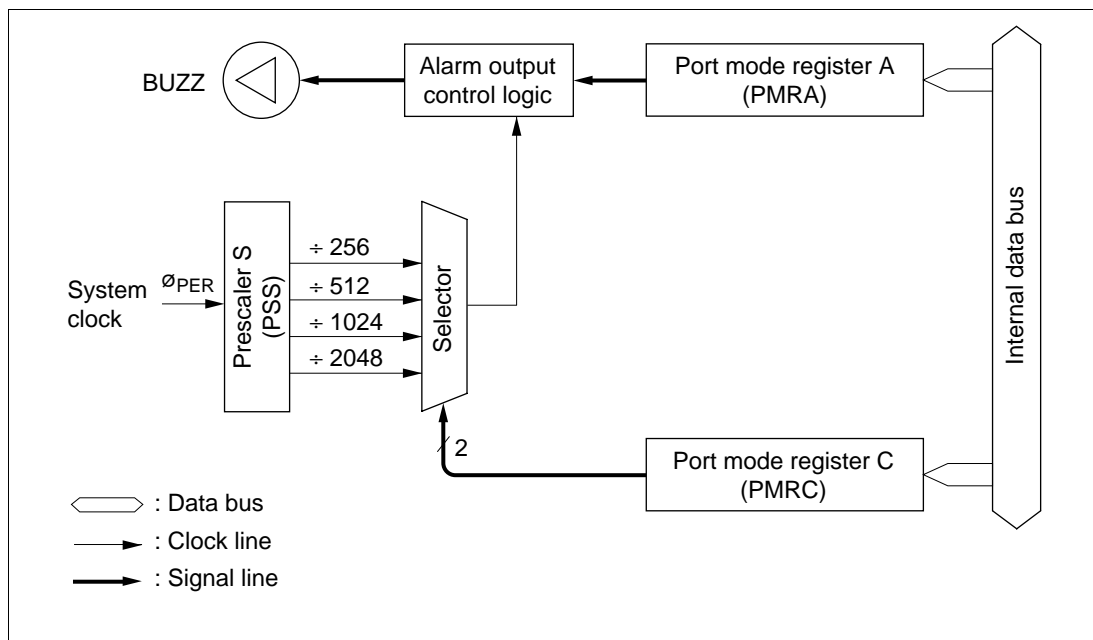 BUZZ
Alarm output
control logic
Port mode register A
(PMRA)
Internal data bus
System
clock
øPER
Prescaler S
(PSS)
÷ 256
÷ 512
÷ 1024
÷ 2048
Selector
2
Port mode register C
(PMRC)
: Data bus
: Clock line
: Signal line